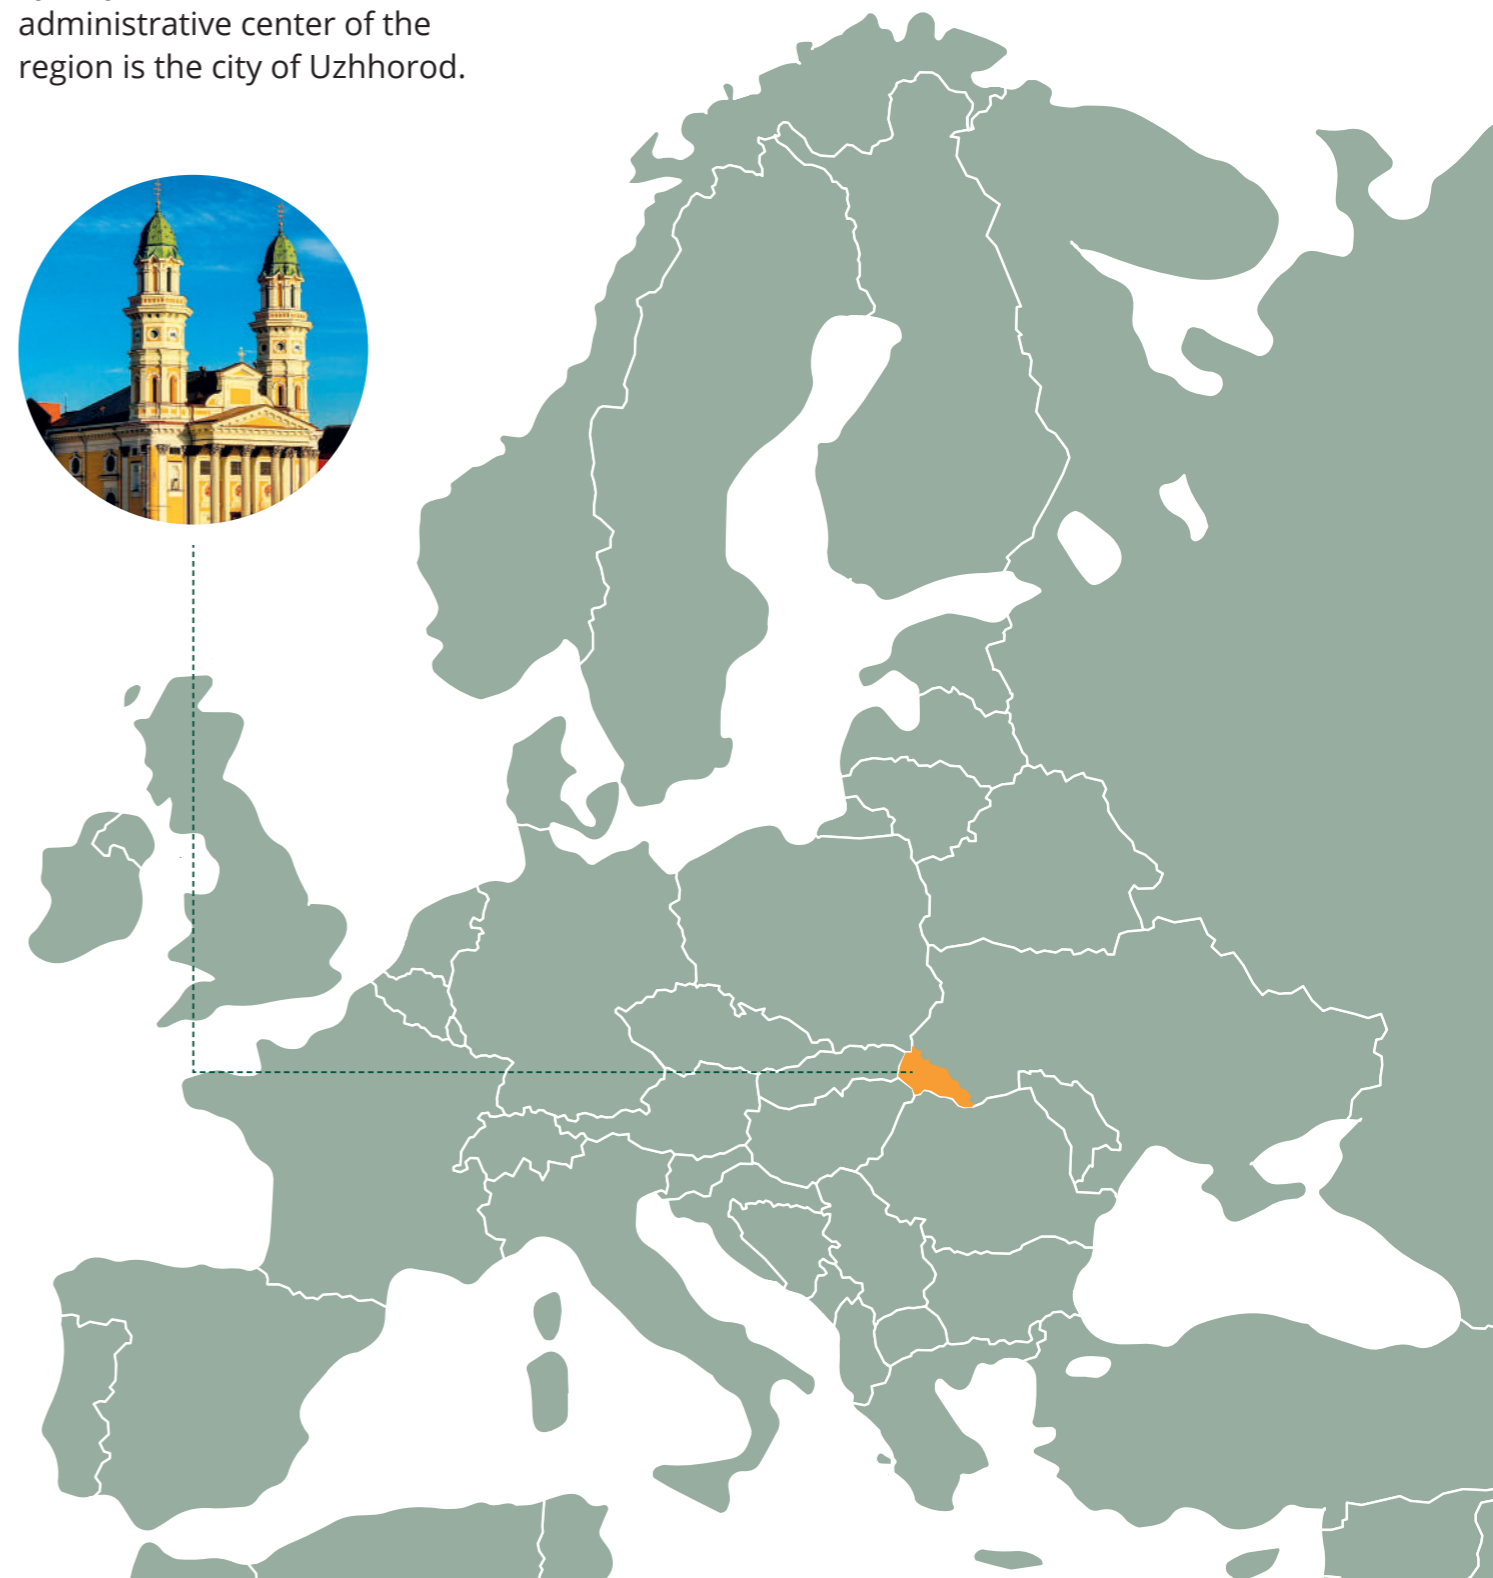 administrative center of the
region is the city of Uzhhorod.